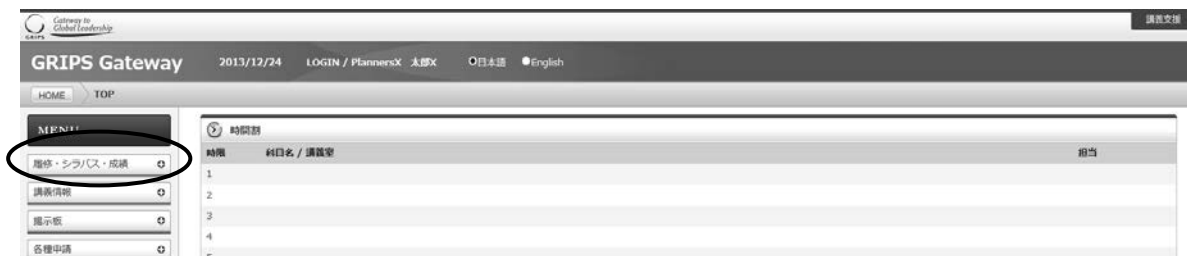 Gateway to
Global Leadership
GRIPS
講義支援
GRIPS Gateway 2013/12/24 LOGIN / PlannersX 太郎X 日本語 English
HOME TOP
MENU
時間割
時限 科目名 / 講義室 担当
履修・シラバス・成績
1
講義情報
2
掲示板
3
4
各種申請
5